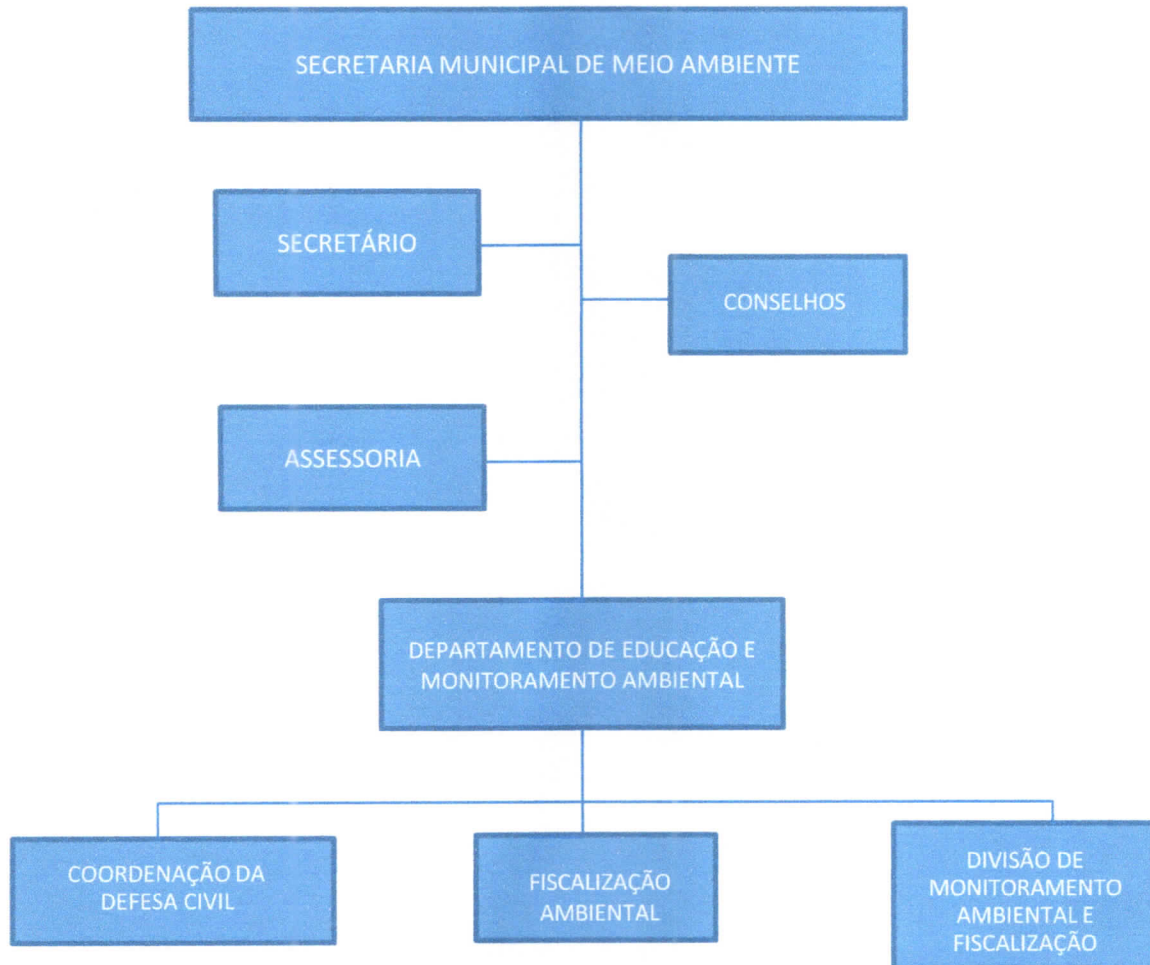 SECRETARIA MUNICIPAL DE MEIO AMBIENTE
SECRETÁRIO
CONSELHOS
ASSESSORIA
DEPARTAMENTO DE EDUCAÇÃO E
MONITORAMENTO AMBIENTAL
COORDENAÇÃO DA
DEFESA CIVIL
FISCALIZAÇÃO
AMBIENTAL
DIVISÃO DE
MONITORAMENTO
AMBIENTAL E
FISCALIZAÇÃO